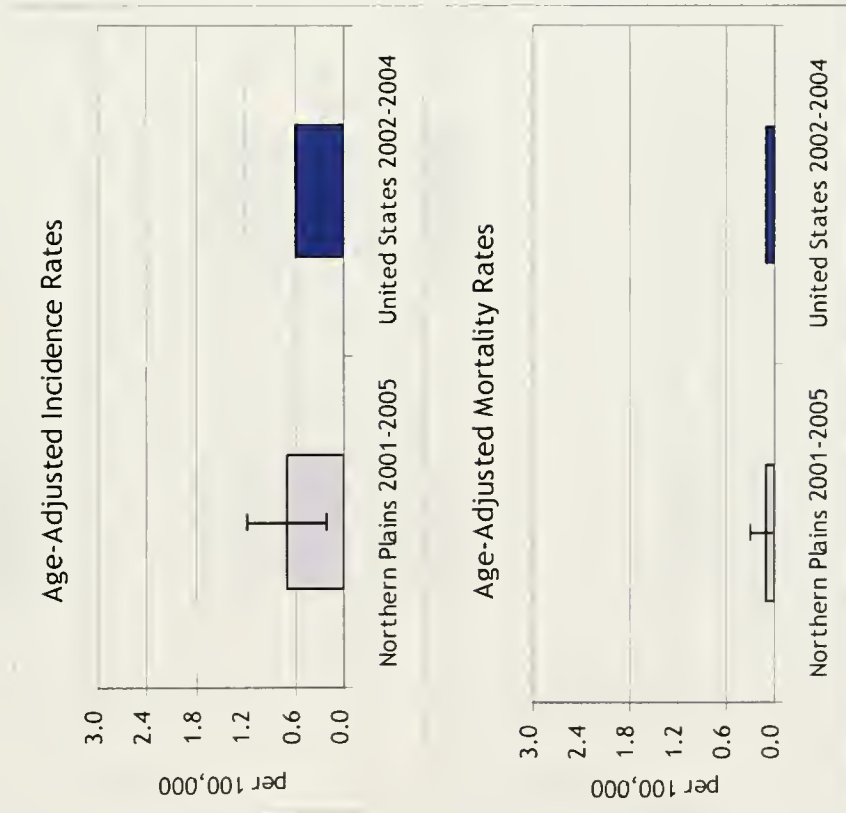 Age-Adjusted Incidence Rates
3.0
2.4
1.8
1.2
0.6
0.0
per 100,000
Northern Plains 2001-2005
United States 2002-2004
Age-Adjusted Mortality Rates
3.0
2.4
1.8
1.2
0.6
0.0
per 100,000
Northern Plains 2001-2005
United States 2002-2004